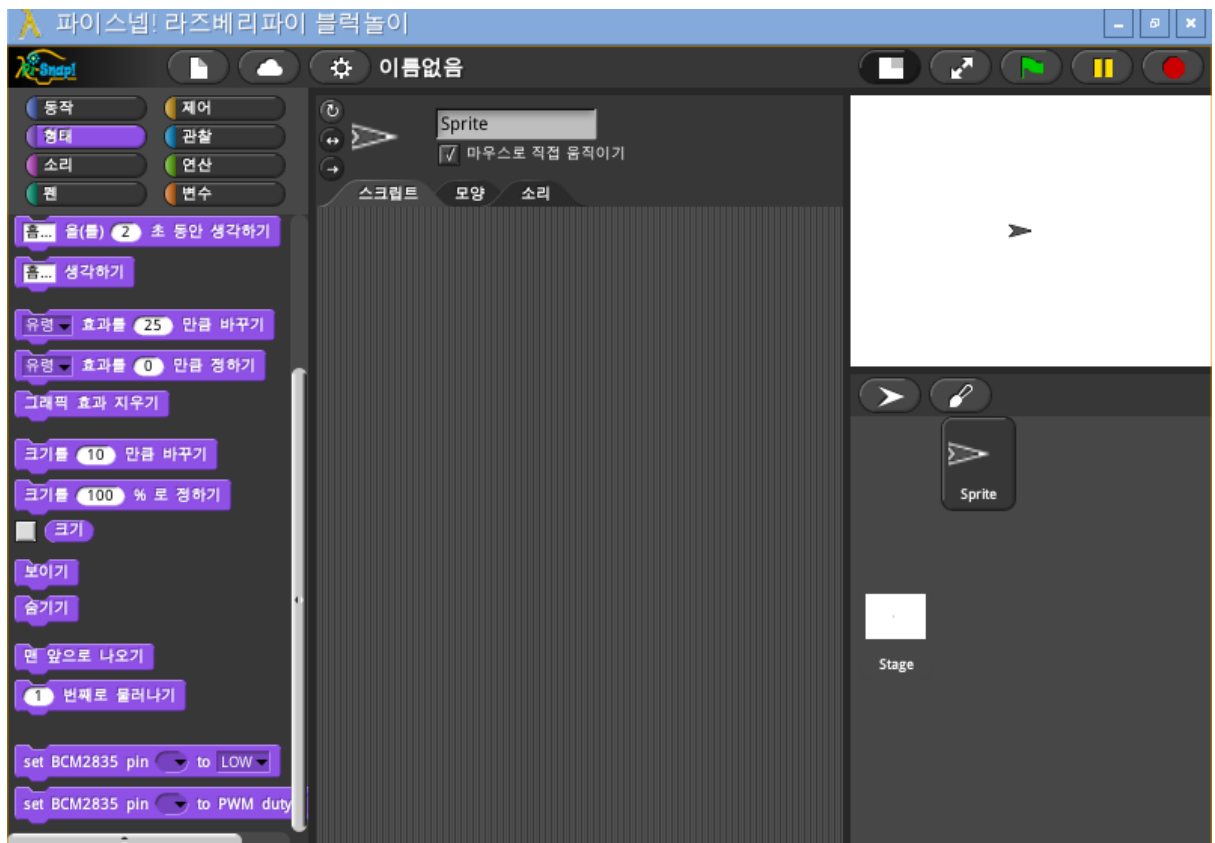 파이스넵! 라즈베리파이 블럭놀이
Pi-Snap!
이름없음
동작
제어
형태
관찰
소리
연산
펜
변수
Sprite
마우스로 직접 움직이기
스크립트 모양 소리
흠... 을(를) 2 초 동안 생각하기
흠... 생각하기
유령 효과를 25 만큼 바꾸기
유령 효과를 0 만큼 정하기
그래픽 효과 지우기
크기를 10 만큼 바꾸기
크기를 100 % 로 정하기
크기
보이기
숨기기
맨 앞으로 나오기
1 번째로 물러나기
set BCM2835 pin to LOW
set BCM2835 pin to PWM duty
Sprite
Stage